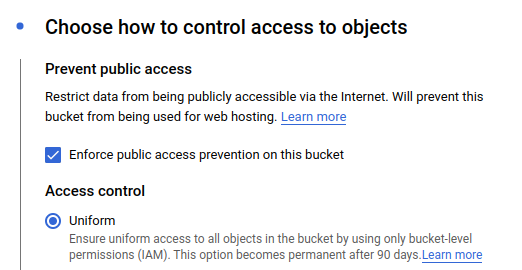 Choose how to control access to objects
Prevent public access
Restrict data from being publicly accessible via the Internet. Will prevent this
bucket from being used for web hosting. Learn more
Enforce public access prevention on this bucket
Access control
Uniform
Ensure uniform access to all objects in the bucket by using only bucket-level
permissions (IAM). This option becomes permanent after 90 days.Learn more